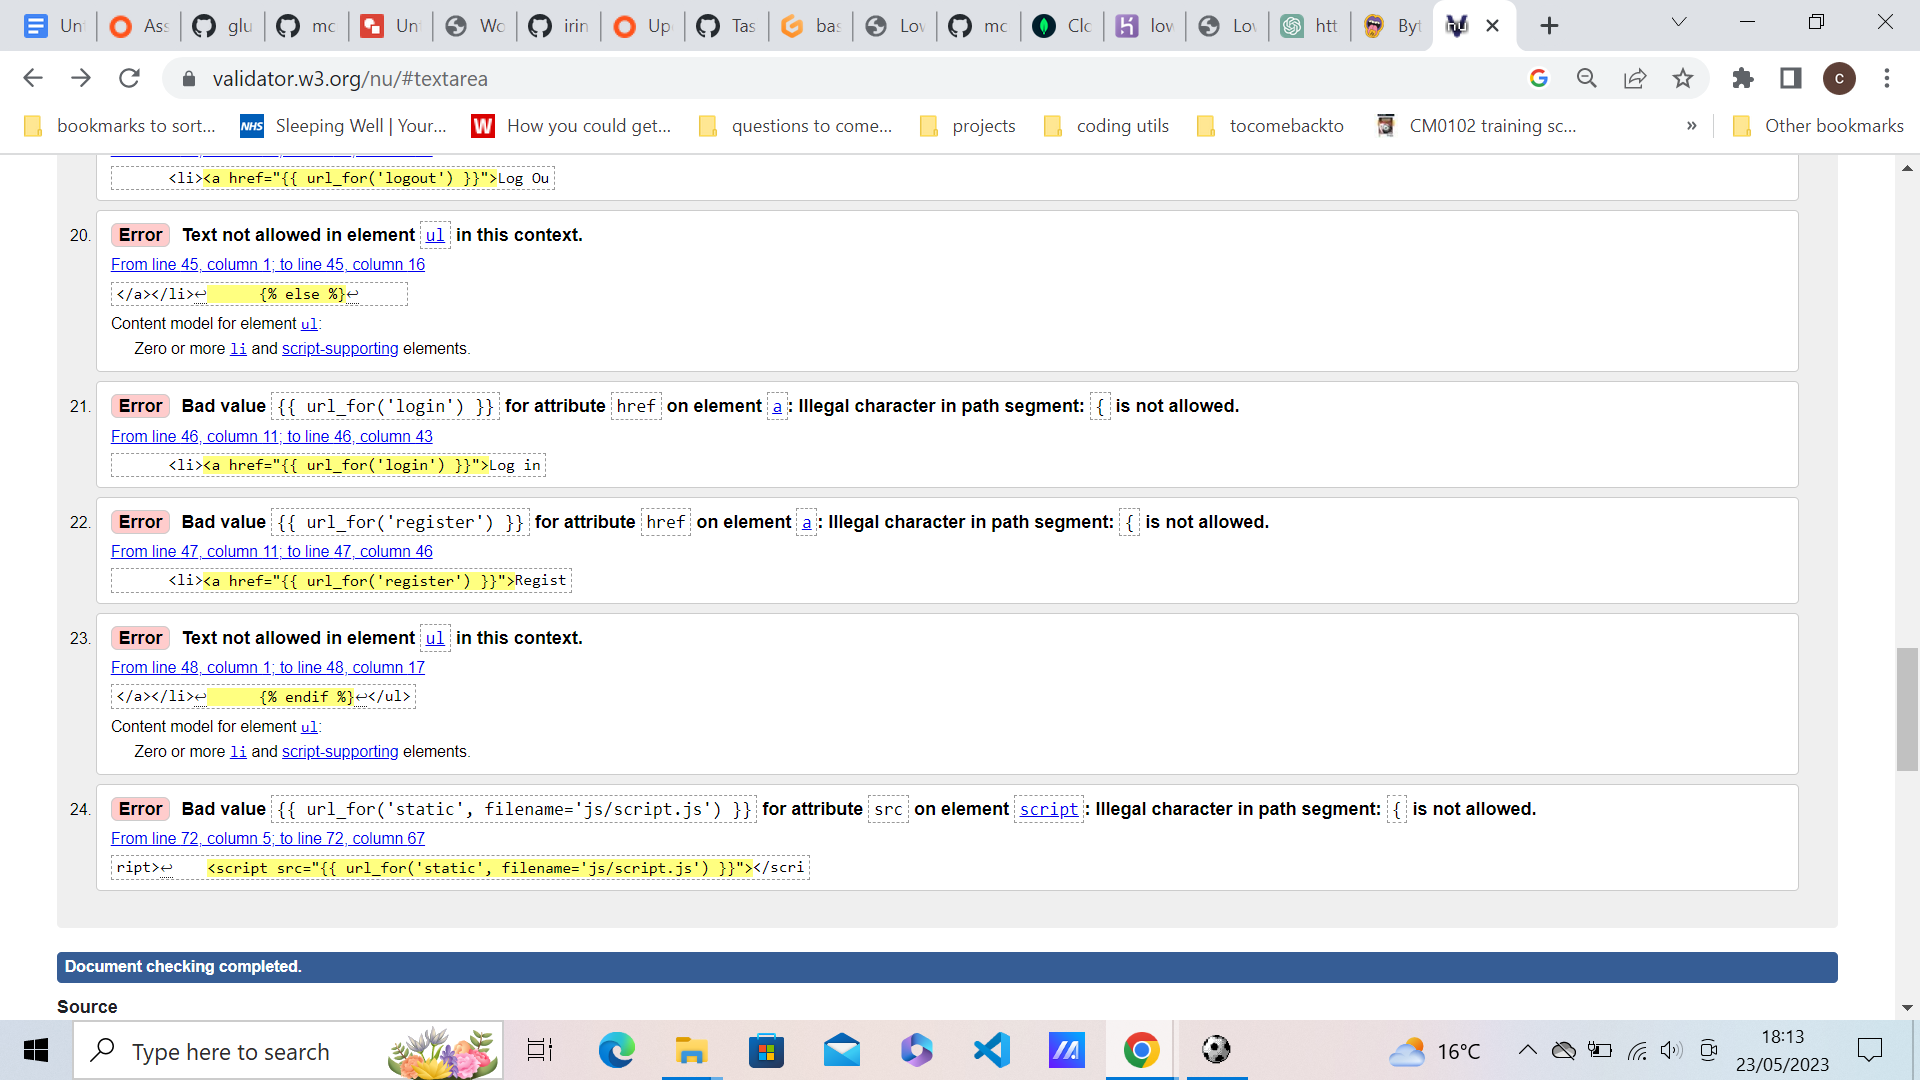 Unt
Ass
glu
mc
Unt
Wo
irin
Up
Tas
bas
Lov
mc
Clc
lov
Lov
htt
Byt
validator.w3.org/nu/#textarea
c
bookmarks to sort...
NHS
Sleeping Well | Your...
W
How you could get...
questions to come...
projects
coding utils
tocomebackto
CM0102 training sc...
»
Other bookmarks
<li><a href="{{ url_for('logout') }}">Log Ou
20. Error Text not allowed in element ul in this context.
From line 45, column 1; to line 45, column 16
</a></li>↩ {% else %}↩
Content model for element ul:
Zero or more li and script-supporting elements.
21. Error Bad value {{ url_for('login') }} for attribute href on element a: Illegal character in path segment: { is not allowed.
From line 46, column 11; to line 46, column 43
<li><a href="{{ url_for('login') }}">Log in
22. Error Bad value {{ url_for('register') }} for attribute href on element a: Illegal character in path segment: { is not allowed.
From line 47, column 11; to line 47, column 46
<li><a href="{{ url_for('register') }}">Regist
23. Error Text not allowed in element ul in this context.
From line 48, column 1; to line 48, column 17
</a></li>↩ {% endif %}↩</ul>
Content model for element ul:
Zero or more li and script-supporting elements.
24. Error Bad value {{ url_for('static', filename='js/script.js') }} for attribute src on element script: Illegal character in path segment: { is not allowed.
From line 72, column 5; to line 72, column 67
ript>↩ <script src="{{ url_for('static', filename='js/script.js') }}"></scri
Document checking completed.
Source
Type here to search
16°C
18:13
23/05/2023